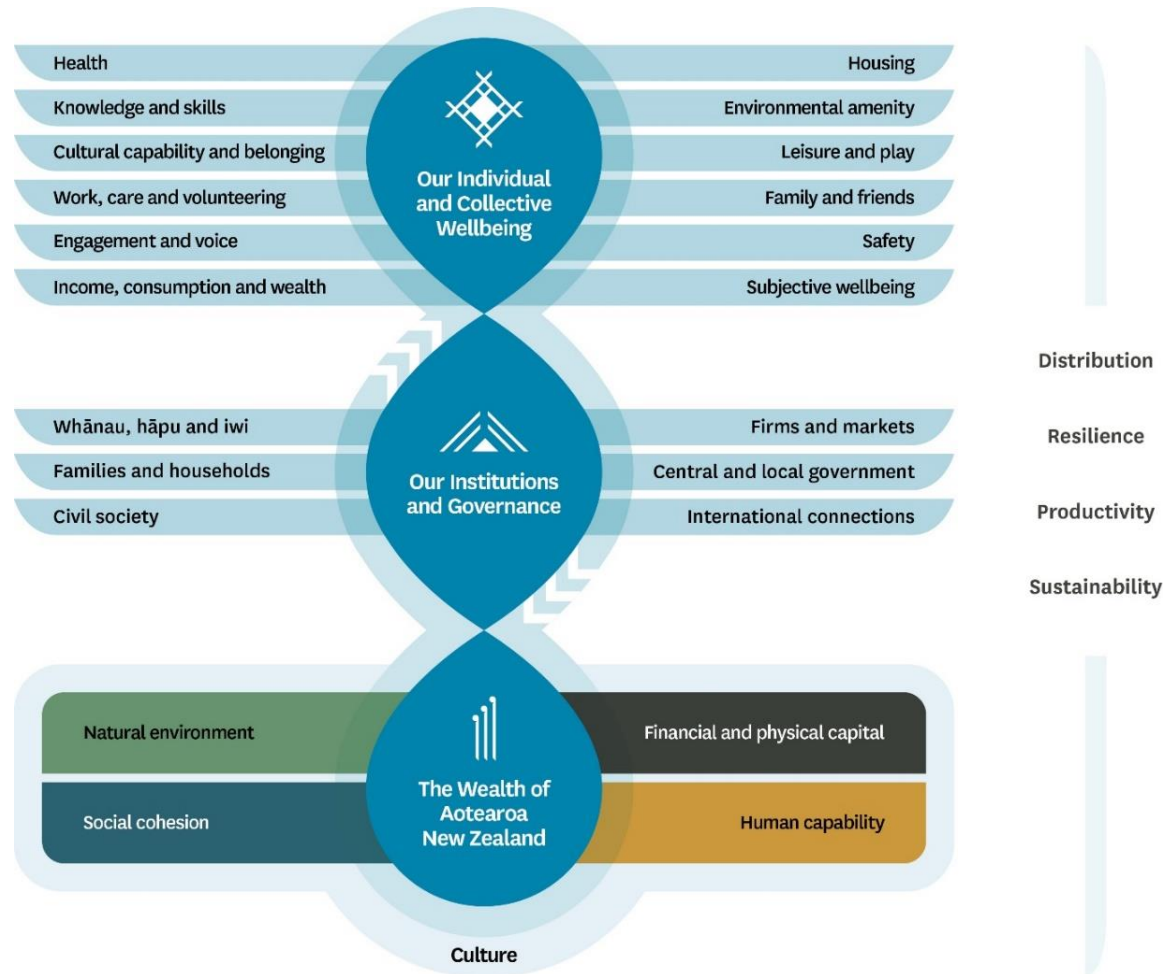 Health
Housing
Knowledge and skills
Environmental amenity
Cultural capability and belonging
Leisure and play
Work, care and volunteering
Family and friends
Engagement and voice
Safety
Income, consumption and wealth
Subjective wellbeing
Our Individual
and Collective
Wellbeing
Whānau, hāpu and iwi
Firms and markets
Families and households
Central and local government
Civil society
International connections
Our Institutions
and Governance
Natural environment
Financial and physical capital
Social cohesion
Human capability
The Wealth of
Aotearoa
New Zealand
Culture
Distribution
Resilience
Productivity
Sustainability